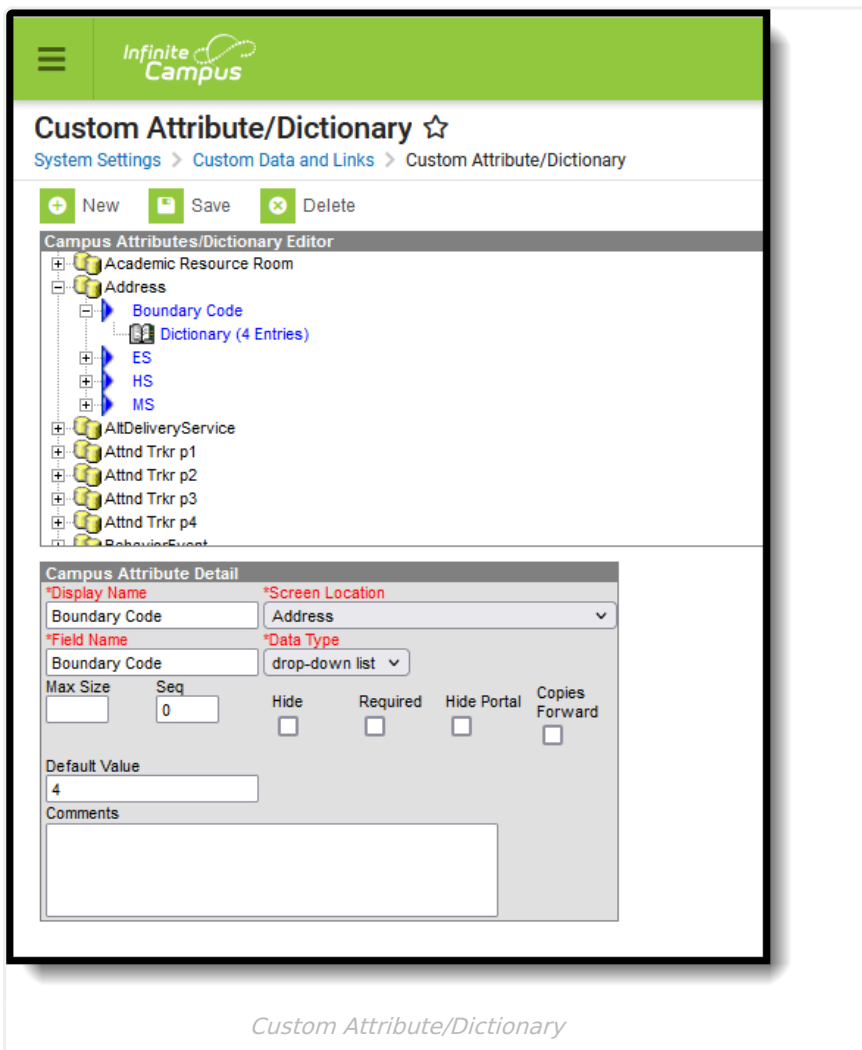 Infinite
Campus
Custom Attribute/Dictionary
System Settings > Custom Data and Links > Custom Attribute/Dictionary
New Save Delete
Campus Attributes/Dictionary Editor
Academic Resource Room
Address
Boundary Code
Dictionary (4 Entries)
ES
HS
MS
AltDeliveryService
Attnd Trkr p1
Attnd Trkr p2
Attnd Trkr p3
Attnd Trkr p4
BehaviorEvent
Campus Attribute Detail
*Display Name *Screen Location
Boundary Code Address
*Field Name *Data Type
Boundary Code drop-down list
Max Size Seq Hide Required Hide Portal Copies Forward
0
Default Value
4
Comments
Custom Attribute/Dictionary